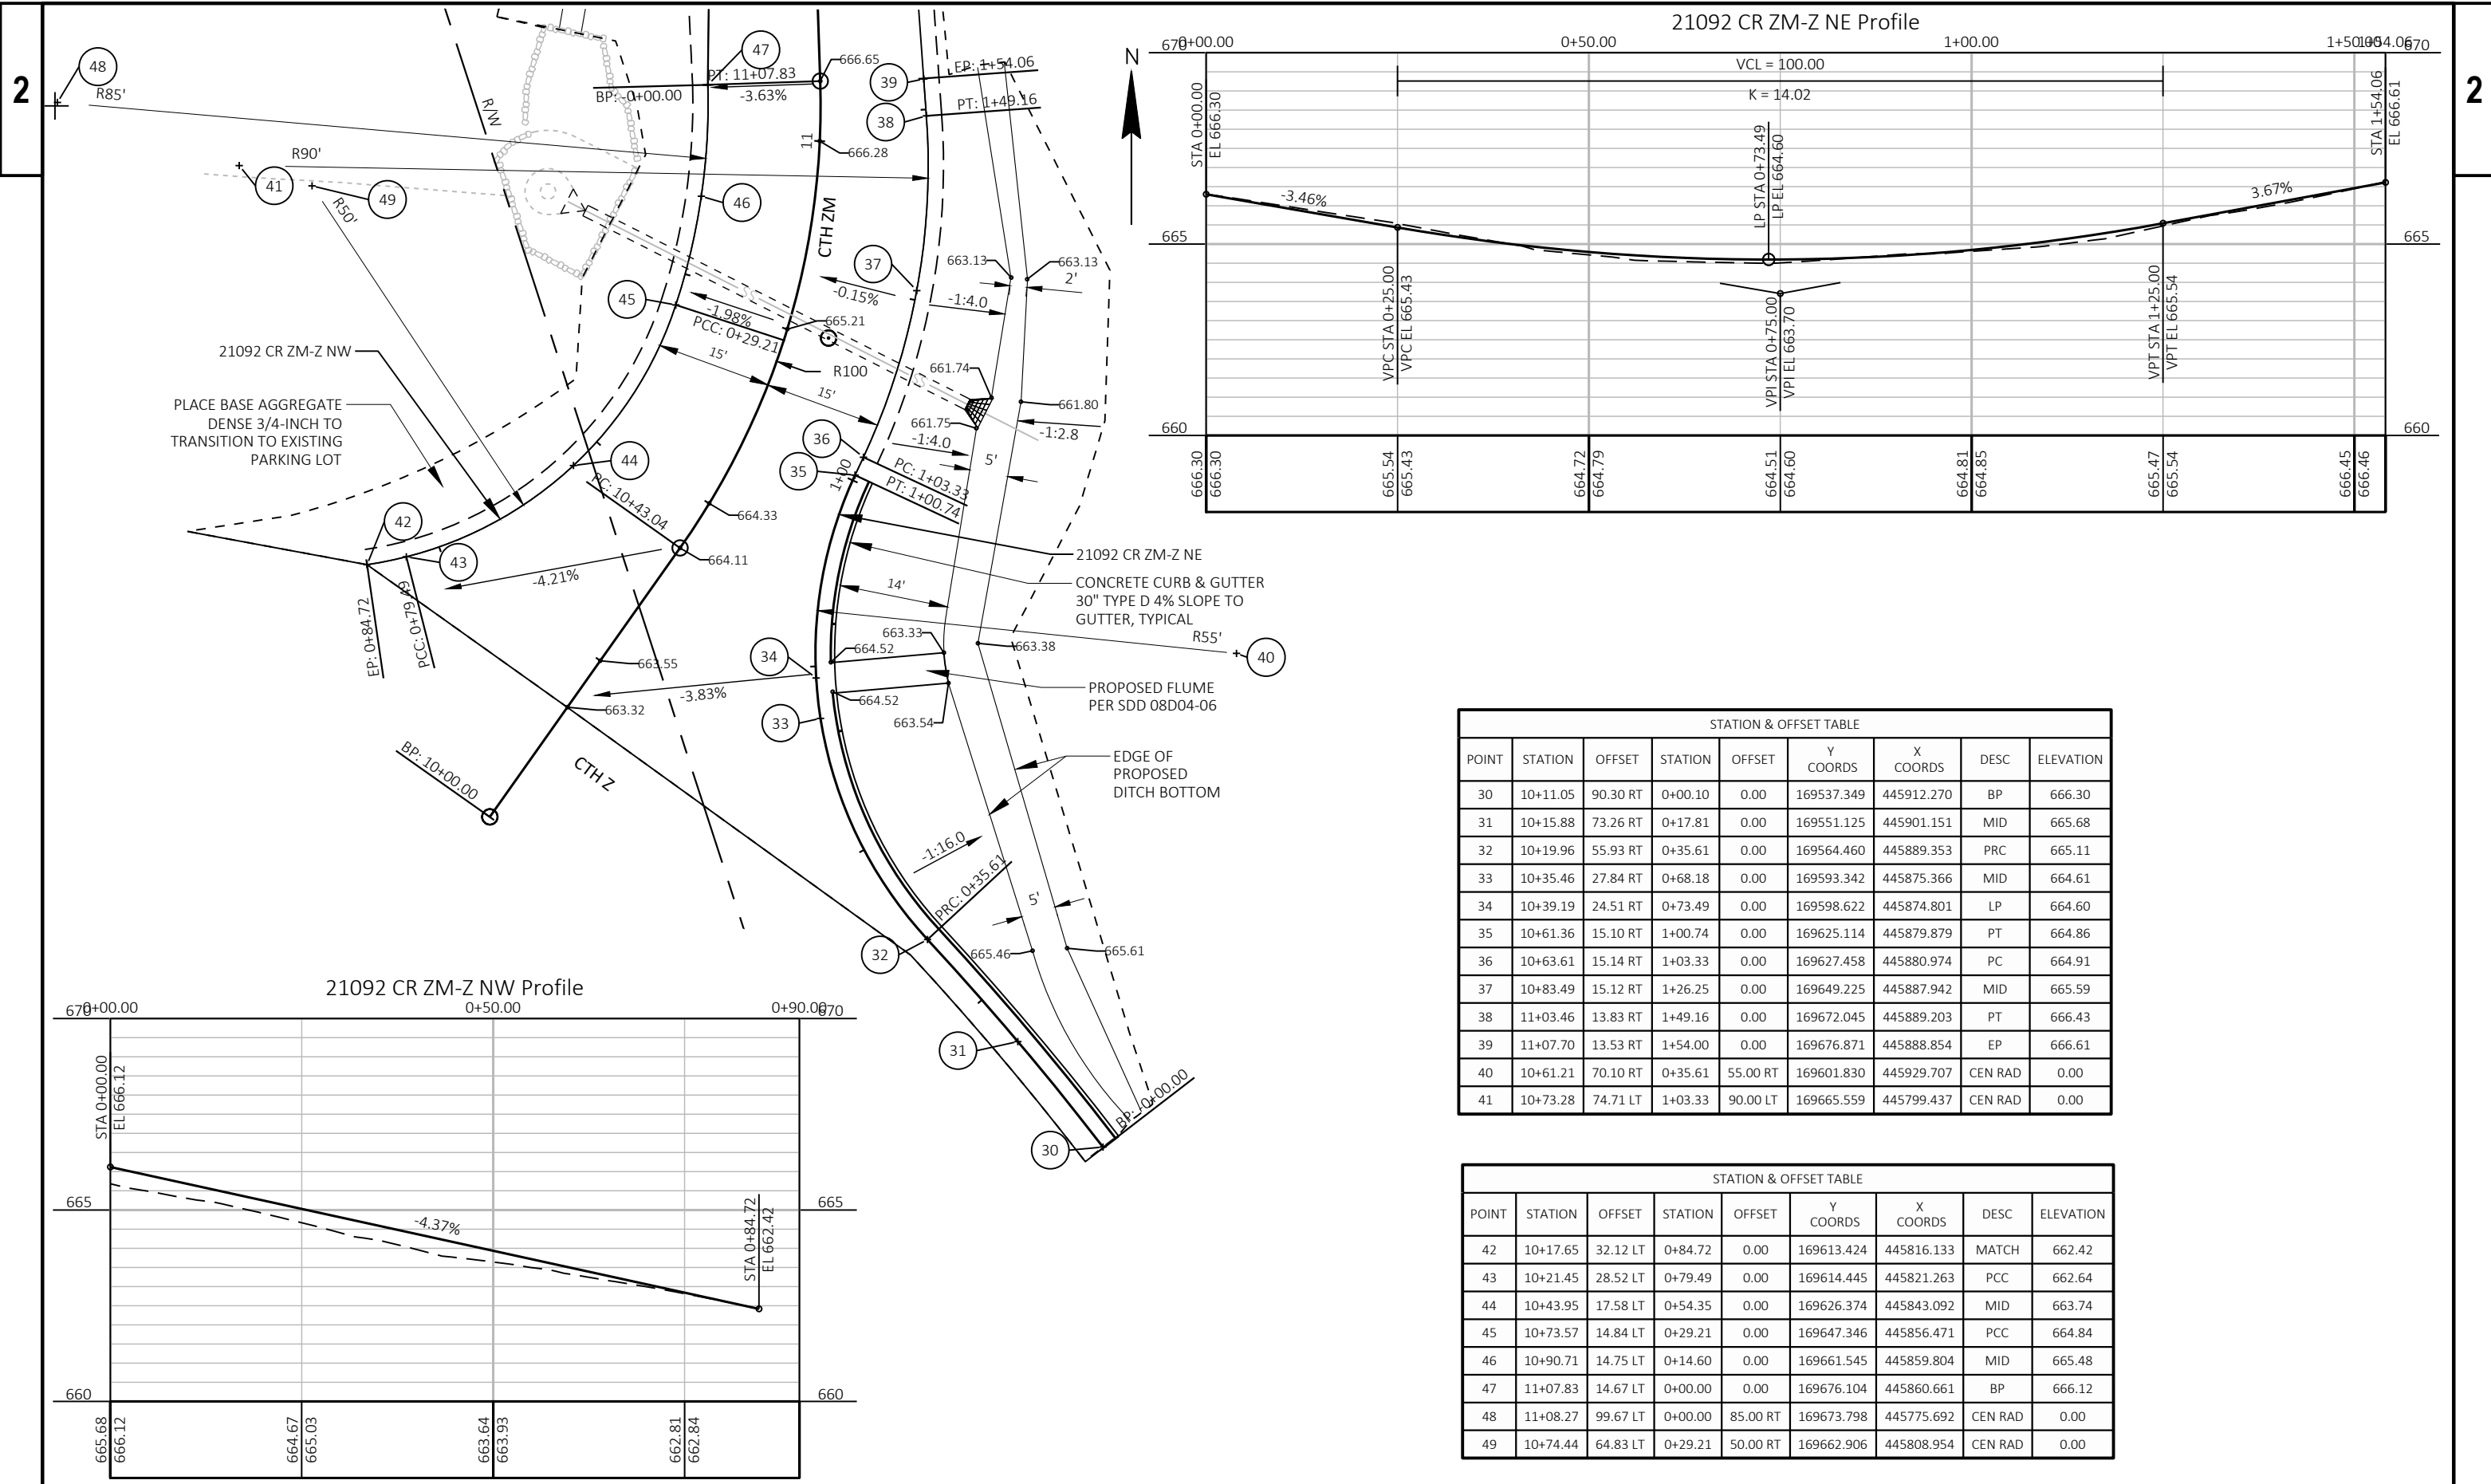 2
2
48
R85'
R/W
47
PT: 11+07.83
BP: -0+00.00
-3.63%
666.65
39
EP: 1+54.06
PT: 1+49.16
38
N
11
666.28
R90'
41
49
R50'
46
CTH ZM
37
663.13
663.13
2'
-0.15%
-1:4.0
45
-1.98%
PCC: 0+29.21
665.21
15'
R100
15'
21092 CR ZM-Z NW
661.74
661.80
661.75
-1:4.0
-1:2.8
PLACE BASE AGGREGATE
DENSE 3/4-INCH TO
TRANSITION TO EXISTING
PARKING LOT
36
35
1+00
PC: 1+03.33
PT: 1+00.74
5'
44
PC: 10+43.04
664.33
42
43
664.11
-4.21%
21092 CR ZM-Z NE
CONCRETE CURB & GUTTER
30" TYPE D 4% SLOPE TO
GUTTER, TYPICAL
14'
EP: 0+84.72
PCC: 0+79.49
R55'
40
663.33
664.52
663.38
34
663.55
-3.83%
663.32
664.52
663.54
PROPOSED FLUME
PER SDD 08D04-06
33
BP: 10+00.00
CTH Z
EDGE OF
PROPOSED
DITCH BOTTOM
-1:16.0
PRC: 0+35.61
5'
32
665.46
665.61
31
BP: -0+00.00
30
21092 CR ZM-Z NE Profile
0+00.00 0+50.00 1+00.00 1+50.00 1+54.06
670 670
VCL = 100.00
K = 14.02
STA 0+00.00
EL 666.30
-3.46%
LP STA 0+73.49
LP EL 664.60
3.67%
STA 1+54.06
EL 666.61
665 665
VPC STA 0+25.00
VPC EL 665.43
VPI STA 0+75.00
VPI EL 663.70
VPT STA 1+25.00
VPT EL 665.54
660 660
666.30 665.54 664.72 664.51 664.81 665.47 666.45
666.30 665.43 664.79 664.60 664.85 665.54 666.46
STATION & OFFSET TABLE
POINT STATION OFFSET STATION OFFSET Y COORDS X COORDS DESC ELEVATION
30 10+11.05 90.30 RT 0+00.10 0.00 169537.349 445912.270 BP 666.30
31 10+15.88 73.26 RT 0+17.81 0.00 169551.125 445901.151 MID 665.68
32 10+19.96 55.93 RT 0+35.61 0.00 169564.460 445889.353 PRC 665.11
33 10+35.46 27.84 RT 0+68.18 0.00 169593.342 445875.366 MID 664.61
34 10+39.19 24.51 RT 0+73.49 0.00 169598.622 445874.801 LP 664.60
35 10+61.36 15.10 RT 1+00.74 0.00 169625.114 445879.879 PT 664.86
36 10+63.61 15.14 RT 1+03.33 0.00 169627.458 445880.974 PC 664.91
37 10+83.49 15.12 RT 1+26.25 0.00 169649.225 445887.942 MID 665.59
38 11+03.46 13.83 RT 1+49.16 0.00 169672.045 445889.203 PT 666.43
39 11+07.70 13.53 RT 1+54.00 0.00 169676.871 445888.854 EP 666.61
40 10+61.21 70.10 RT 0+35.61 55.00 RT 169601.830 445929.707 CEN RAD 0.00
41 10+73.28 74.71 LT 1+03.33 90.00 LT 169665.559 445799.437 CEN RAD 0.00
STATION & OFFSET TABLE
POINT STATION OFFSET STATION OFFSET Y COORDS X COORDS DESC ELEVATION
42 10+17.65 32.12 LT 0+84.72 0.00 169613.424 445816.133 MATCH 662.42
43 10+21.45 28.52 LT 0+79.49 0.00 169614.445 445821.263 PCC 662.64
44 10+43.95 17.58 LT 0+54.35 0.00 169626.374 445843.092 MID 663.74
45 10+73.57 14.84 LT 0+29.21 0.00 169647.346 445856.471 PCC 664.84
46 10+90.71 14.75 LT 0+14.60 0.00 169661.545 445859.804 MID 665.48
47 11+07.83 14.67 LT 0+00.00 0.00 169676.104 445860.661 BP 666.12
48 11+08.27 99.67 LT 0+00.00 85.00 RT 169673.798 445775.692 CEN RAD 0.00
49 10+74.44 64.83 LT 0+29.21 50.00 RT 169662.906 445808.954 CEN RAD 0.00
21092 CR ZM-Z NW Profile
0+00.00 0+50.00 0+90.00
670 670
STA 0+00.00
EL 666.12
-4.37%
STA 0+84.72
EL 662.42
665 665
660 660
665.68 664.67 663.64 662.81
666.12 665.03 663.93 662.84